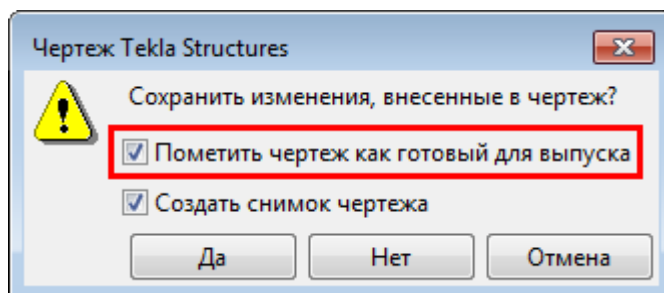 Чертеж Tekla Structures
Сохранить изменения, внесенные в чертеж?
Пометить чертеж как готовый для выпуска
Создать снимок чертежа
Да Нет Отмена